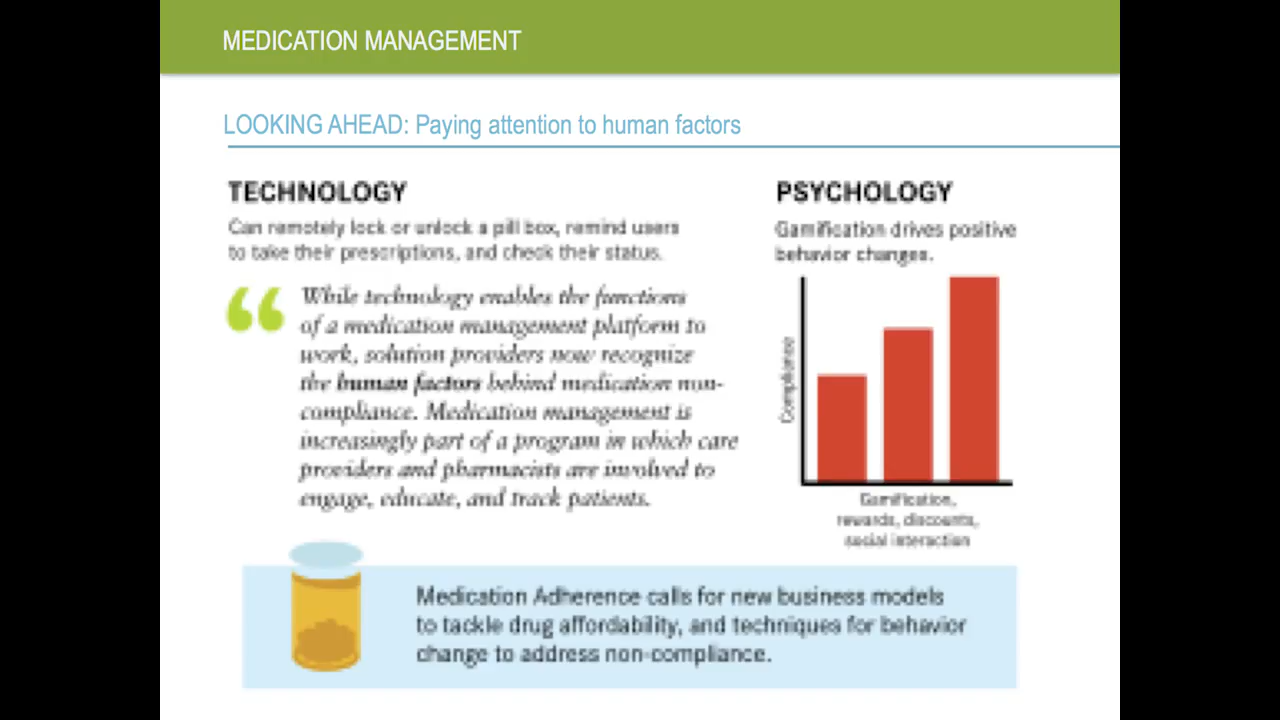 MEDICATION MANAGEMENT
LOOKING AHEAD: Paying attention to human factors
TECHNOLOGY
Can remotely lock or unlock a pill box, remind users
to take their prescriptions, and check their status.
“ While technology enables the functions
of a medication management platform to
work, solution providers now recognize
the human factors behind medication non-
compliance. Medication management is
increasingly part of a program in which care
providers and pharmacists are involved to
engage, educate, and track patients.
PSYCHOLOGY
Gamification drives positive
behavior changes.
Compliance
Gamification,
rewards, discounts,
social interaction
Medication Adherence calls for new business models
to tackle drug affordability, and techniques for behavior
change to address non-compliance.